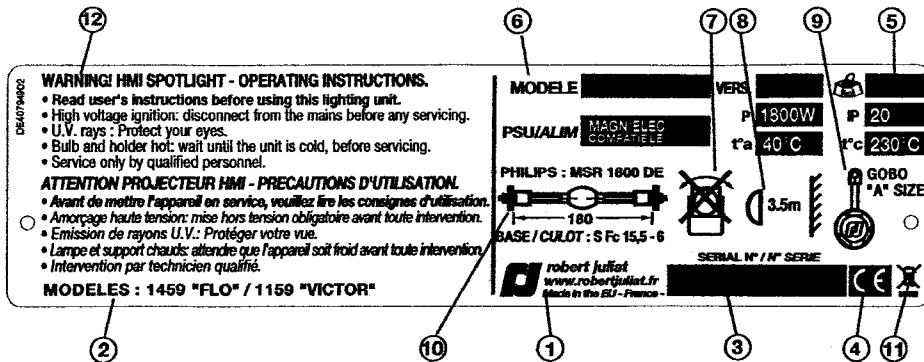 12
6
7
8
9
5
DE40794902
WARNING! HMI SPOTLIGHT - OPERATING INSTRUCTIONS.
• Read user's instructions before using this lighting unit.
• High voltage ignition: disconnect from the mains before any servicing.
• U.V. rays : Protect your eyes.
• Bulb and holder hot: wait until the unit is cold, before servicing.
• Service only by qualified personnel.
ATTENTION PROJECTEUR HMI - PRECAUTIONS D'UTILISATION.
• Avant de mettre l'appareil en service, veuillez lire les consignes d'utilisation.
• Amorçage haute tension: mise hors tension obligatoire avant toute intervention.
• Emission de rayons U.V.: Protéger votre vue.
• Lampe et support chauds: attendre que l'appareil soit froid avant toute intervention.
• Intervention par technicien qualifié.
MODELES : 1459 "FLO" / 1159 "VICTOR"
MODELE
VERS
P 1800W
IP 20
PSU/ALIM MAGN ELEC COMPATIBLE
t°a 40°C
t°c 230°C
PHILIPS : MSR 1800 DE
180
BASE / CULOT : S Fc 15,5 - 6
3.5m
GOBO
"A" SIZE
robert juliat
www.robertjuliat.fr
Made in the EU - France -
SERIAL N° / N° SERIE
CE
2
10
1
3
4
11